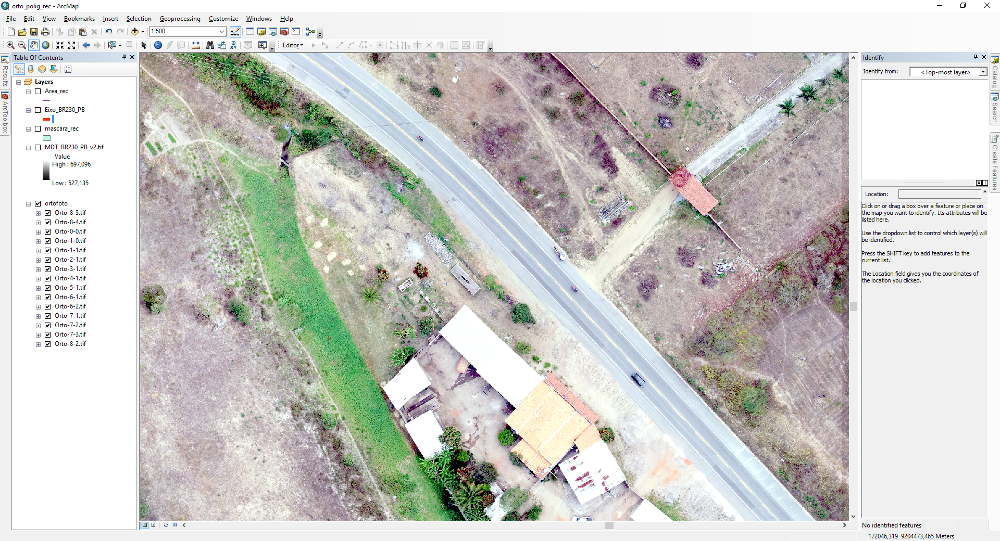 orto_polig_rec - ArcMap
File Edit View Bookmarks Insert Selection Geoprocessing Customize Windows Help
1:500
Editor
Table Of Contents
Results
ArcToolbox
Layers
Area_rec
Eixo_BR230_PB
mascara_rec
MDT_BR230_PB_v2.tif
Value
High : 697,096
Low : 527,135
ortofoto
Orto-8-3.tif
Orto-8-4.tif
Orto-0-0.tif
Orto-1-0.tif
Orto-1-1.tif
Orto-2-1.tif
Orto-3-1.tif
Orto-4-1.tif
Orto-5-1.tif
Orto-6-1.tif
Orto-6-2.tif
Orto-7-1.tif
Orto-7-2.tif
Orto-7-3.tif
Orto-8-2.tif
Identify
Identify from: <Top-most layer>
Location:
Click on or drag a box over a feature or place on
the map you want to identify. Its attributes will be
listed here.
Use the dropdown list to control which layer(s) will
be identified.
Press the SHIFT key to add features to the
current list.
The Location field gives you the coordinates of
the location you clicked.
No identified features
Catalog
Search
Create Features
172046,319 9204473,465 Meters